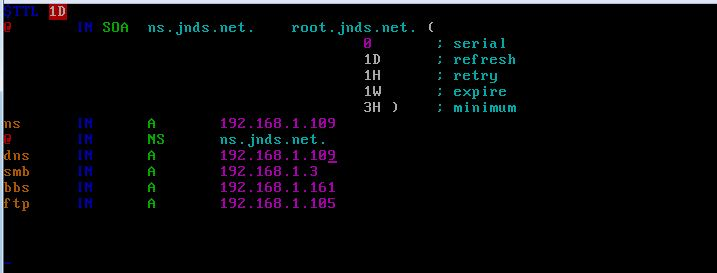 $TTL 1D
@ IN SOA ns.jnds.net. root.jnds.net. (
0 ; serial
1D ; refresh
1H ; retry
1W ; expire
3H ) ; minimum
ns IN A 192.168.1.109
@ IN NS ns.jnds.net.
dns IN A 192.168.1.109
smb IN A 192.168.1.3
bbs IN A 192.168.1.161
ftp IN A 192.168.1.105
~